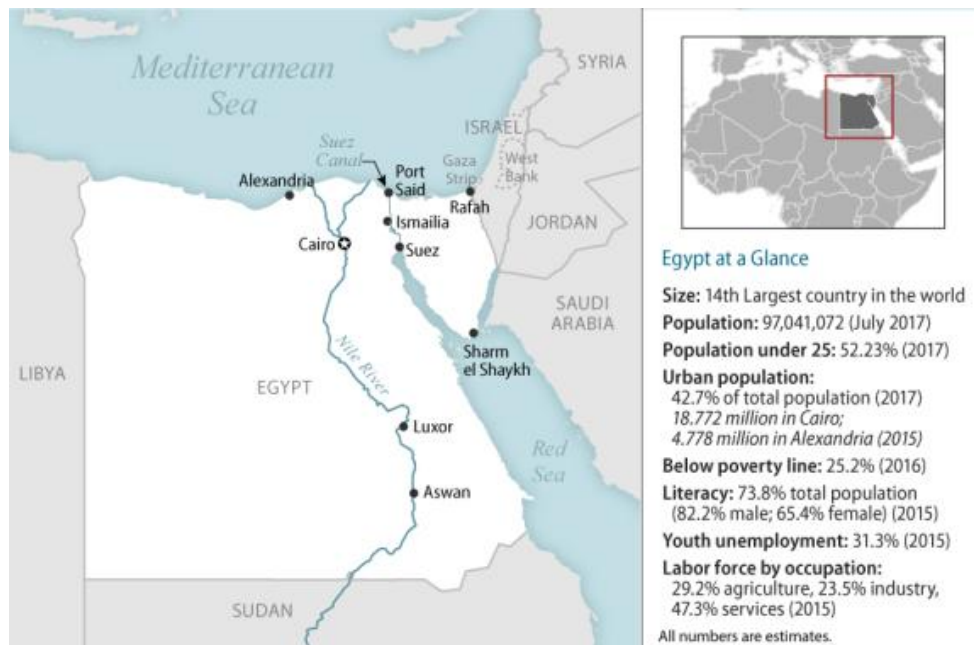 Mediterranean
Sea
SYRIA
ISRAEL
Suez
Canal
Gaza
Strip
West
Bank
Port
Said
Alexandria
Rafah
Ismailia
JORDAN
Cairo
Suez
SAUDI
ARABIA
Sharm
el Shaykh
Nile River
LIBYA
EGYPT
Luxor
Red
Sea
Aswan
SUDAN
Egypt at a Glance
Size: 14th Largest country in the world
Population: 97,041,072 (July 2017)
Population under 25: 52.23% (2017)
Urban population:
42.7% of total population (2017)
18.772 million in Cairo;
4.778 million in Alexandria (2015)
Below poverty line: 25.2% (2016)
Literacy: 73.8% total population
(82.2% male; 65.4% female) (2015)
Youth unemployment: 31.3% (2015)
Labor force by occupation:
29.2% agriculture, 23.5% industry,
47.3% services (2015)
All numbers are estimates.